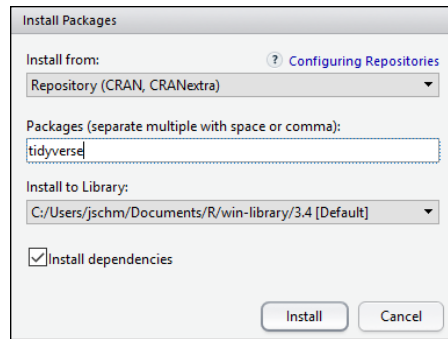 Install Packages
Install from:
? Configuring Repositories
Repository (CRAN, CRANextra)
Packages (separate multiple with space or comma):
tidyverse
Install to Library:
C:/Users/jschm/Documents/R/win-library/3.4 [Default]
Install dependencies
Install
Cancel